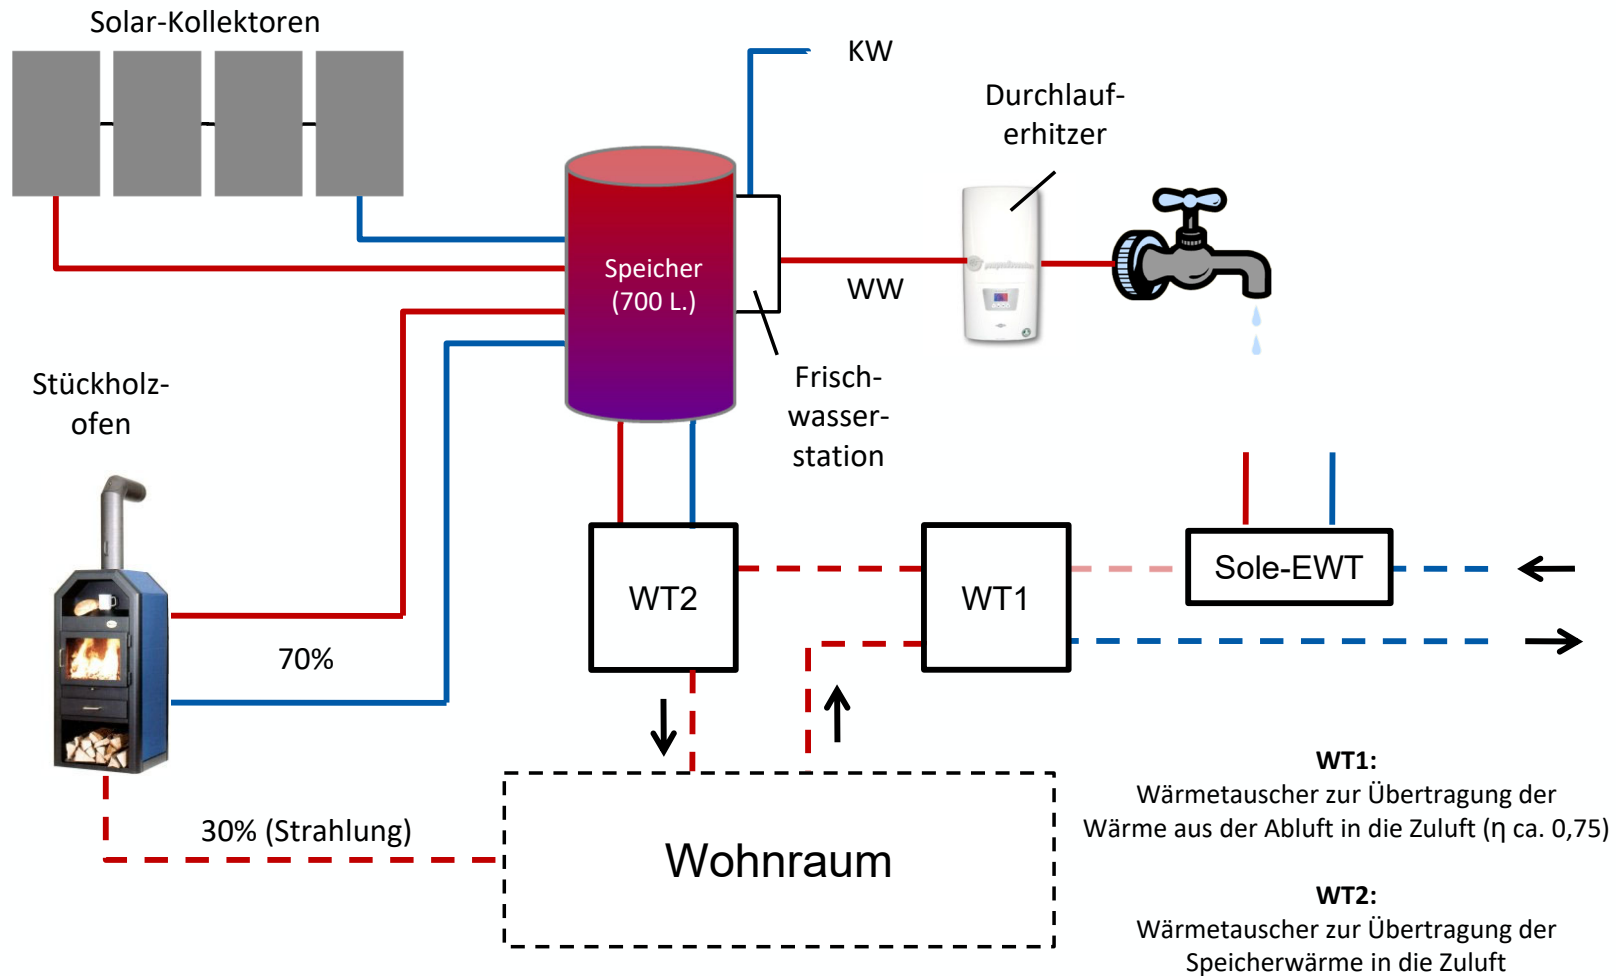 Solar-Kollektoren
KW
Durchlauf-
erhitzer
Speicher
(700 L.)
WW
Frisch-
wasser-
station
Stückholz-
ofen
70%
WT2
WT1
Sole-EWT
30% (Strahlung)
Wohnraum
WT1:
Wärmetauscher zur Übertragung der
Wärme aus der Abluft in die Zuluft (η ca. 0,75)
WT2:
Wärmetauscher zur Übertragung der
Speicherwärme in die Zuluft